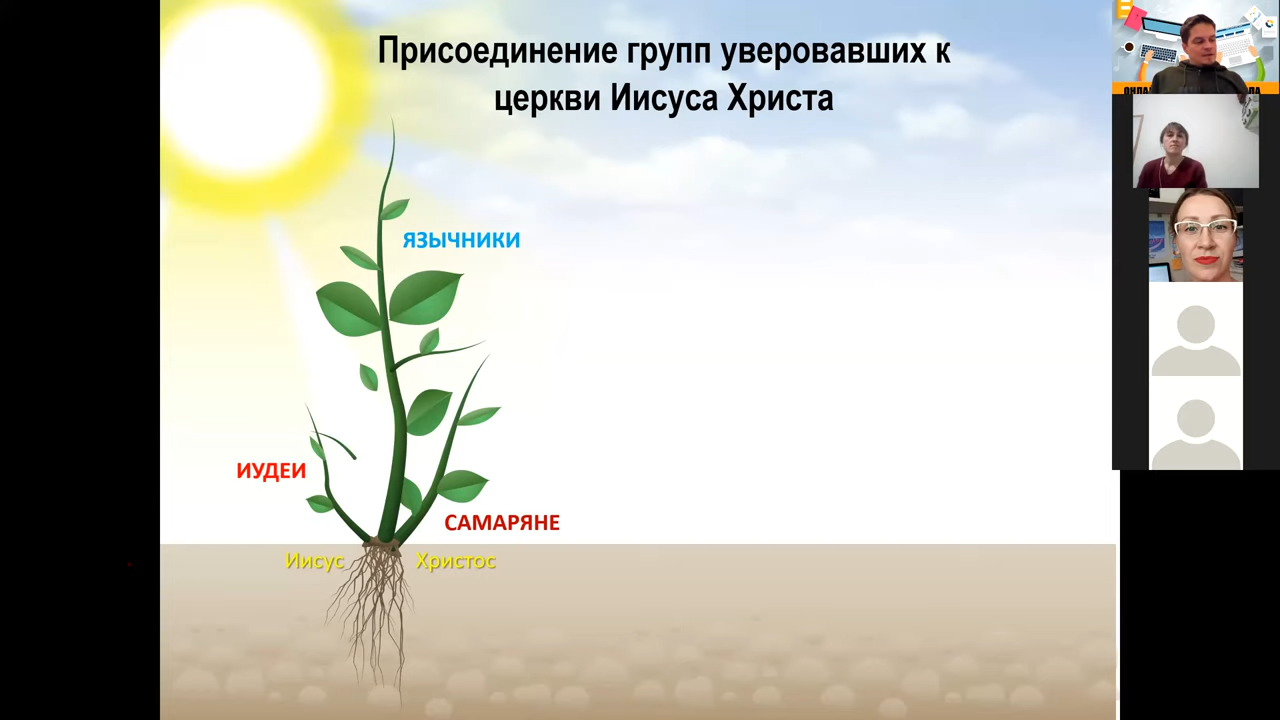 Присоединение групп уверовавших к
церкви Иисуса Христа
ЯЗЫЧНИКИ
ИУДЕИ
САМАРЯНЕ
Иисус
Христос